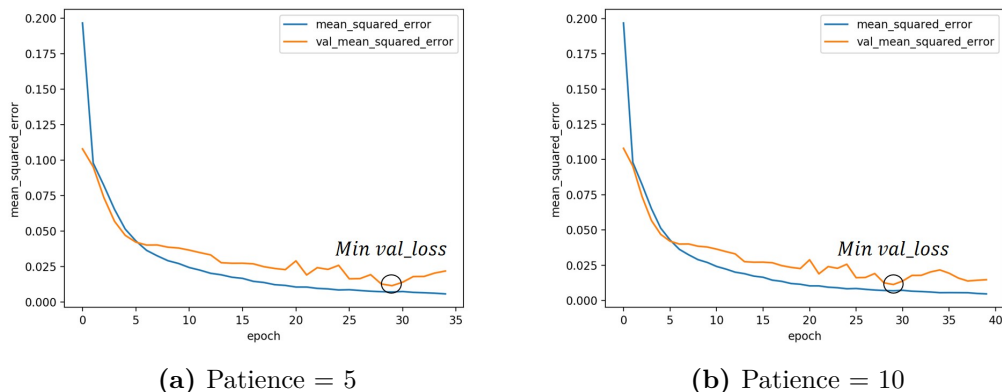 0.200
0.175
0.150
0.125
0.100
0.075
0.050
0.025
0.000
mean_squared_error
mean_squared_error
val_mean_squared_error
Min val_loss
0 5 10 15 20 25 30 35
epoch
(a) Patience = 5
0.200
0.175
0.150
0.125
0.100
0.075
0.050
0.025
0.000
mean_squared_error
mean_squared_error
val_mean_squared_error
Min val_loss
0 5 10 15 20 25 30 35 40
epoch
(b) Patience = 10